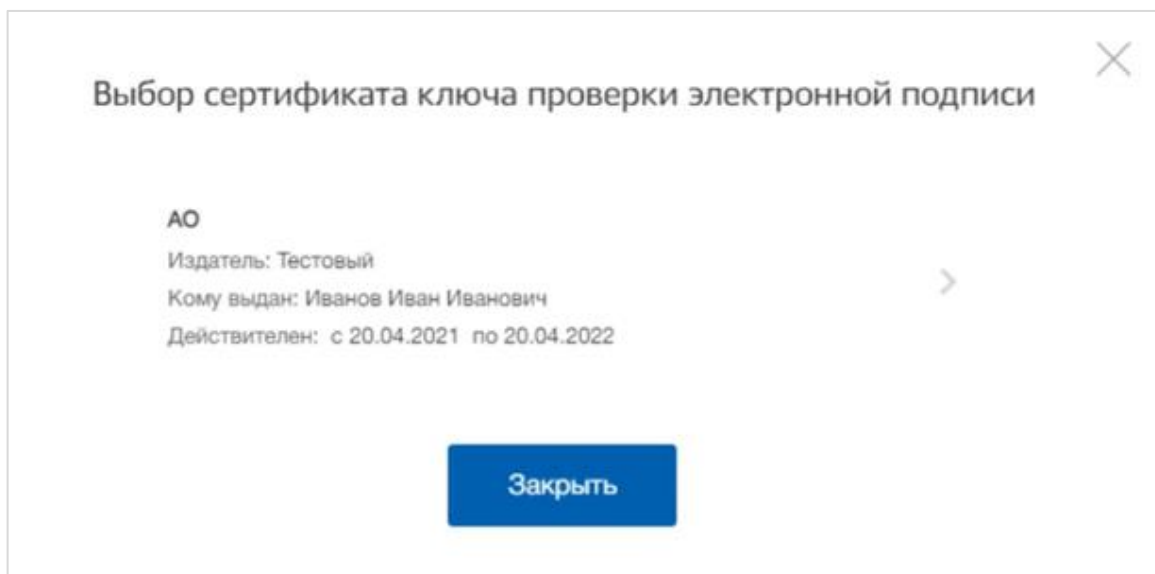 Выбор сертификата ключа проверки электронной подписи
АО
Издатель: Тестовый
Кому выдан: Иванов Иван Иванович
Действителен: с 20.04.2021 по 20.04.2022
Закрыть